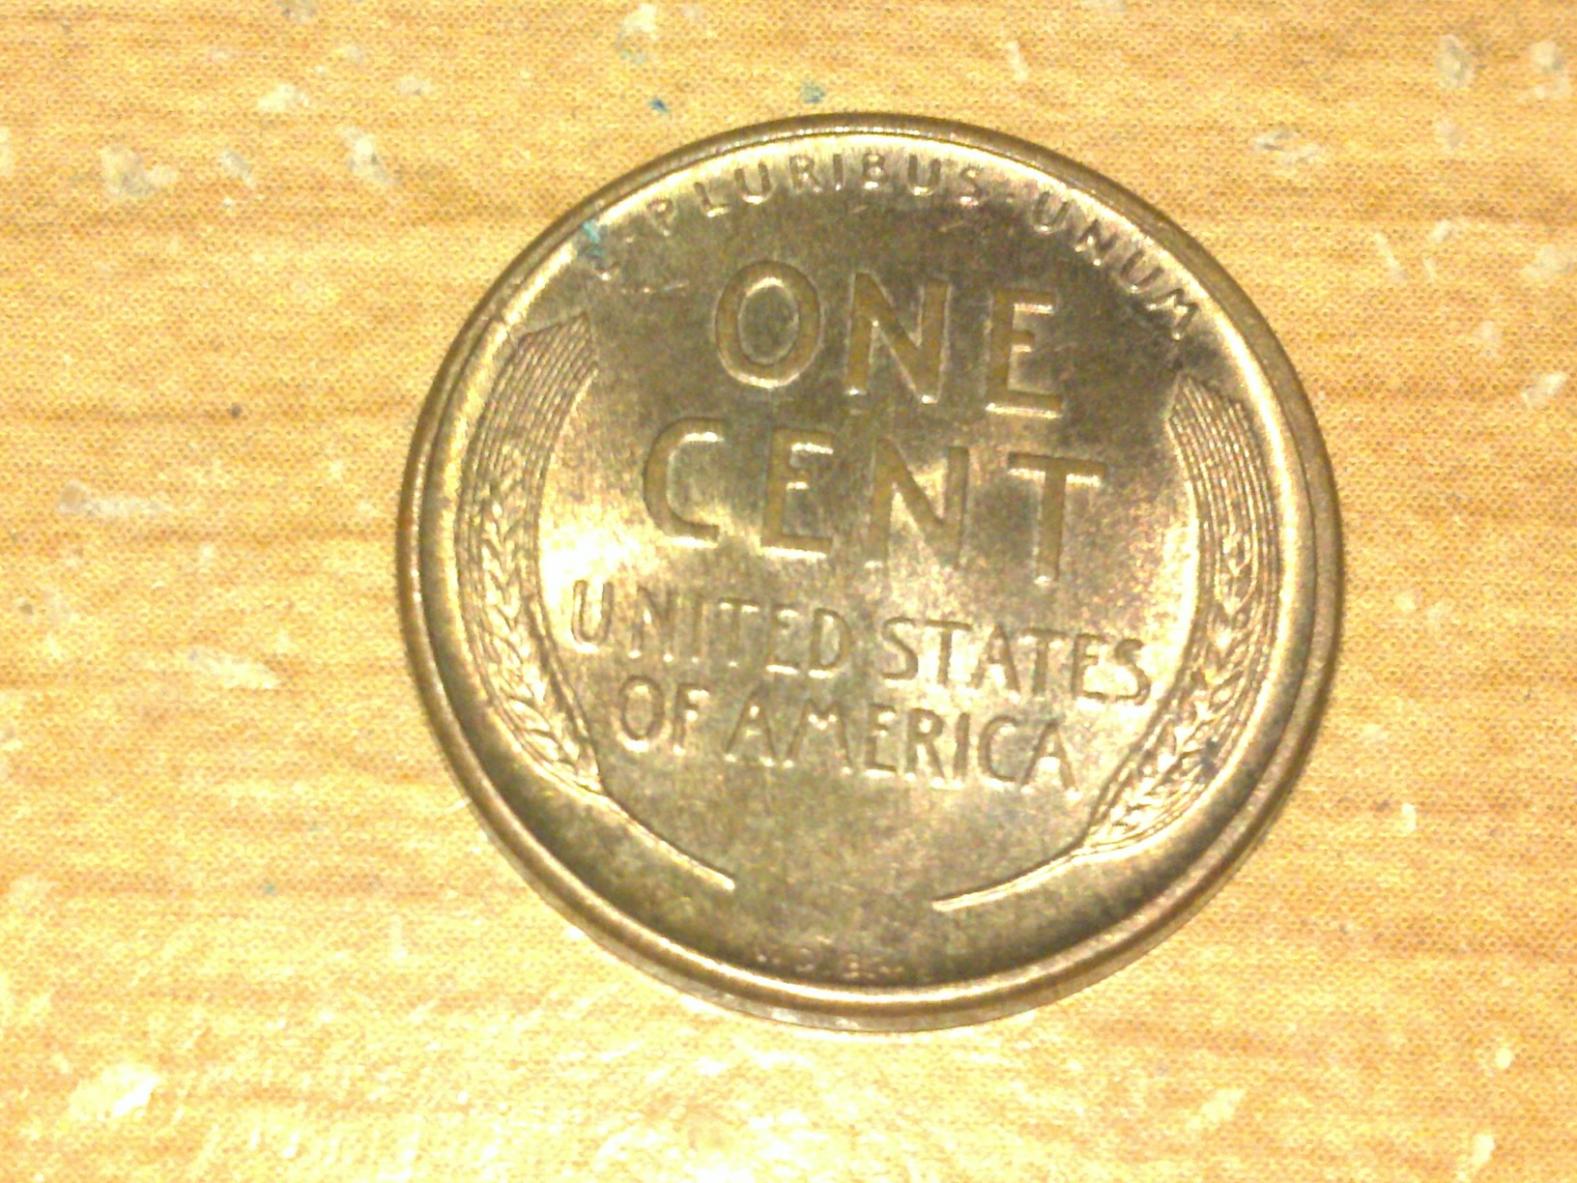 E·PLURIBUS·UNUM
ONE
CENT
UNITED STATES
OF AMERICA
V.D.B.